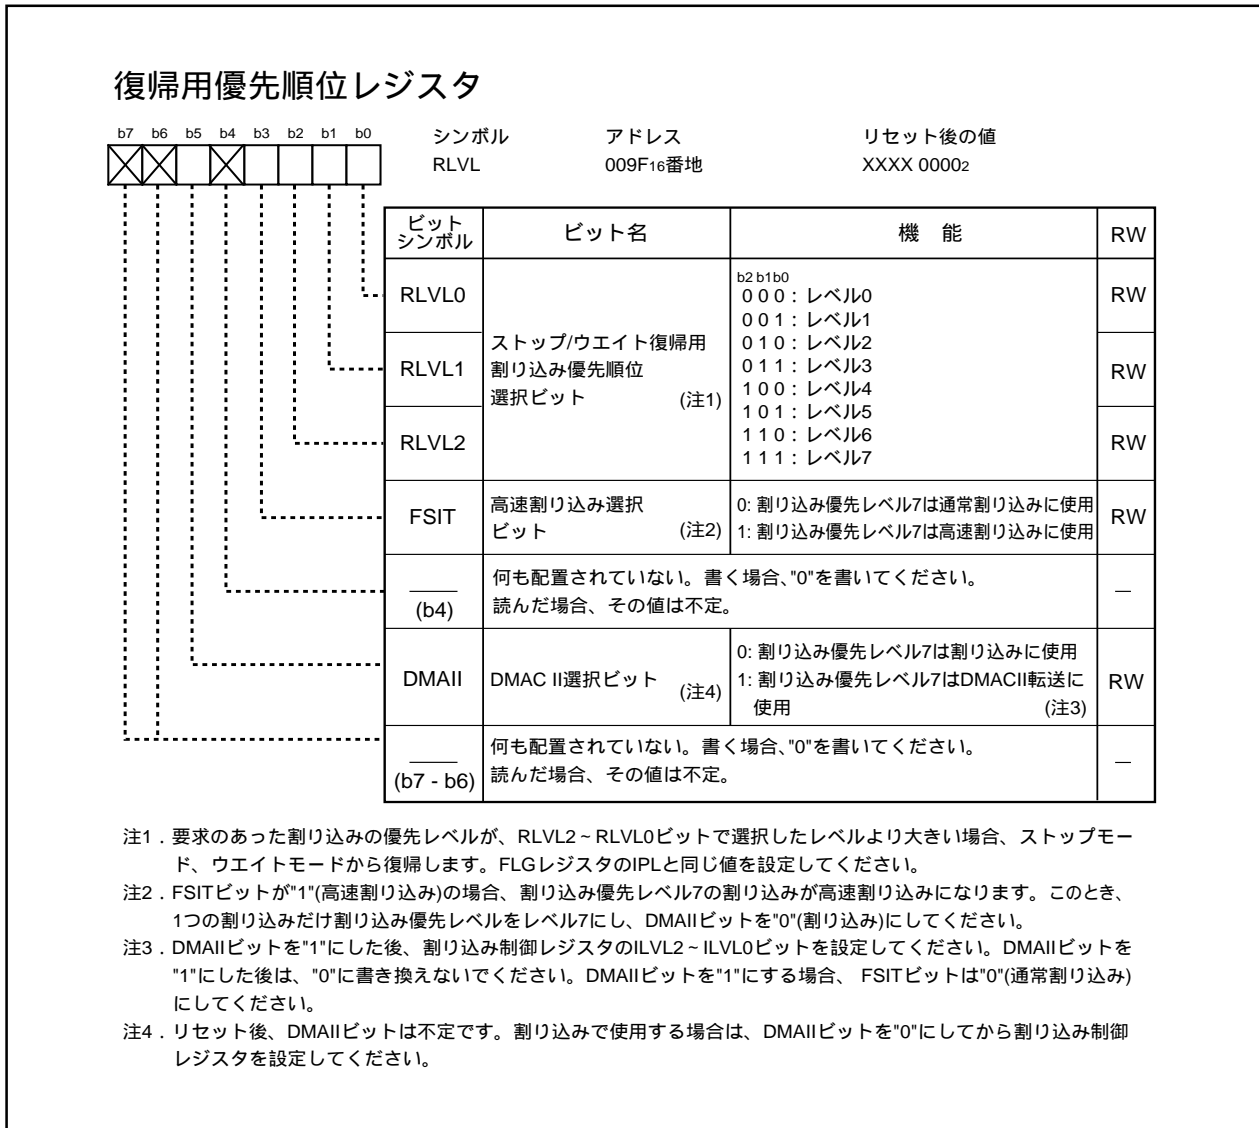 復帰用優先順位レジスタ
b7 b6 b5 b4 b3 b2 b1 b0
シンボル アドレス リセット後の値
RLVL 009F16番地 XXXX 00002
ビット
シンボル
ビット名
機 能
RW
RLVL0
ストップ/ウエイト復帰用
割り込み優先順位
選択ビット (注1)
b2 b1 b0
0 0 0 : レベル0
0 0 1 : レベル1
0 1 0 : レベル2
0 1 1 : レベル3
1 0 0 : レベル4
1 0 1 : レベル5
1 1 0 : レベル6
1 1 1 : レベル7
RW
RLVL1
RW
RLVL2
RW
FSIT
高速割り込み選択
ビット (注2)
0: 割り込み優先レベル7は通常割り込みに使用
1: 割り込み優先レベル7は高速割り込みに使用
RW
(b4)
何も配置されていない。書く場合、"0"を書いてください。
読んだ場合、その値は不定。
—
DMAII
DMAC II選択ビット (注4)
0: 割り込み優先レベル7は割り込みに使用
1: 割り込み優先レベル7はDMACII転送に
使用 (注3)
RW
(b7 - b6)
何も配置されていない。書く場合、"0"を書いてください。
読んだ場合、その値は不定。
—
注1．要求のあった割り込みの優先レベルが、RLVL2～RLVL0ビットで選択したレベルより大きい場合、ストップモー
ド、ウエイトモードから復帰します。FLGレジスタのIPLと同じ値を設定してください。
注2．FSITビットが"1"(高速割り込み)の場合、割り込み優先レベル7の割り込みが高速割り込みになります。このとき、
1つの割り込みだけ割り込み優先レベルをレベル7にし、DMAIIビットを"0"(割り込み)にしてください。
注3．DMAIIビットを"1"にした後、割り込み制御レジスタのILVL2～ILVL0ビットを設定してください。DMAIIビットを
"1"にした後は、"0"に書き換えないでください。DMAIIビットを"1"にする場合、 FSITビットは"0"(通常割り込み)
にしてください。
注4．リセット後、DMAIIビットは不定です。割り込みで使用する場合は、DMAIIビットを"0"にしてから割り込み制御
レジスタを設定してください。